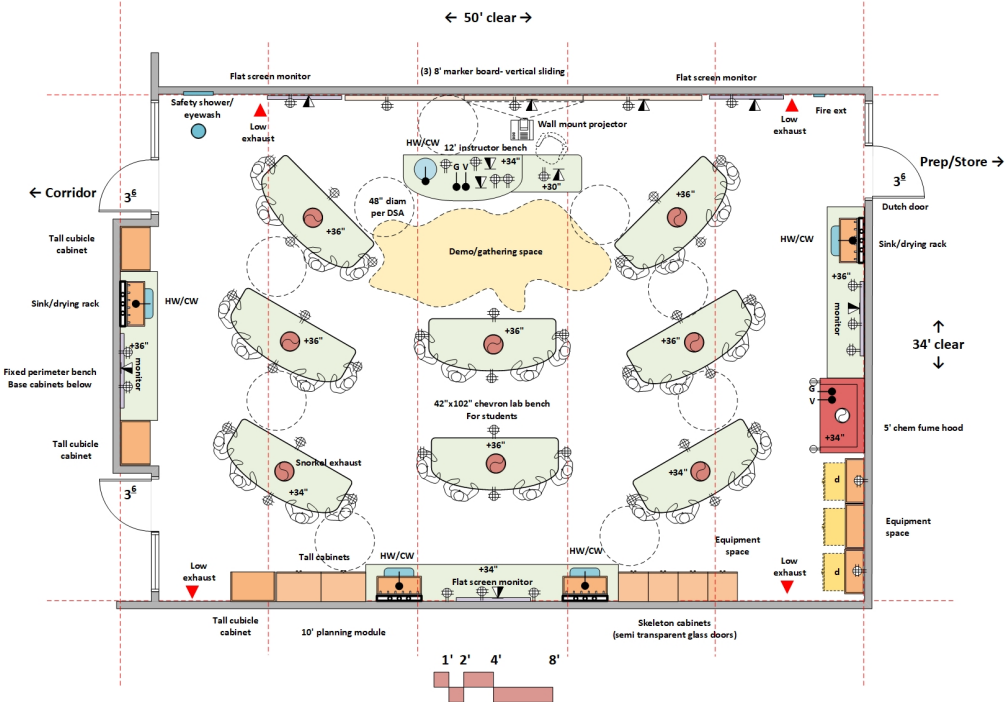 ← 50' clear →
Flat screen monitor
(3) 8' marker board- vertical sliding
Flat screen monitor
Safety shower/
eyewash
Low
exhaust
Wall mount projector
Low
exhaust
Fire ext
HW/CW
12' instructor bench
G V
+34"
+30"
← Corridor
3 6
48" diam
per DSA
+36"
+36"
3 6
Prep/Store →
Dutch door
Tall cubicle
cabinet
Demo/gathering space
HW/CW
Sink/drying rack
+36"
monitor
Sink/drying rack
HW/CW
+36"
monitor
+36"
+36"
+36"
↑
34' clear
↓
Fixed perimeter bench
Base cabinets below
42"x102" chevron lab bench
For students
G
V
+34"
5' chem fume hood
Tall cubicle
cabinet
+36"
Snorkel exhaust
+34"
+34"
3 6
d
d
Equipment
space
Low
exhaust
Tall cabinets
HW/CW
+34"
Flat screen monitor
HW/CW
Equipment
space
Low
exhaust
Tall cubicle
cabinet
10' planning module
Skeleton cabinets
(semi transparent glass doors)
1' 2' 4' 8'